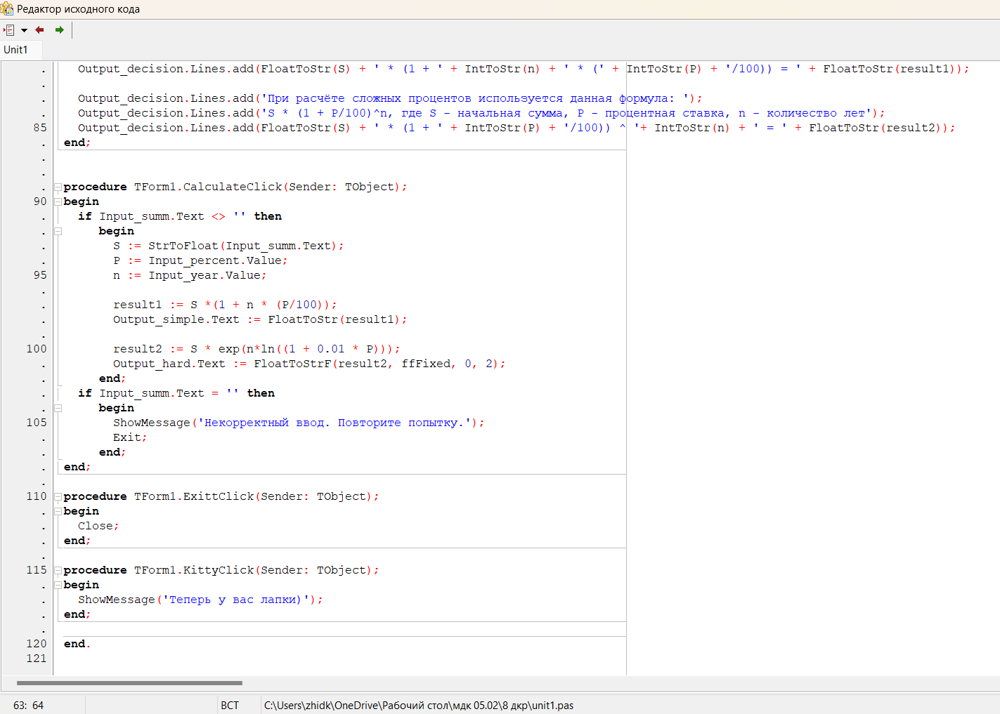 Редактор исходного кода
Unit1
.   Output_decision.Lines.add(FloatToStr(S) + ' * (1 + ' + IntToStr(n) + ' * (' + IntToStr(P) + '/100)) = ' + FloatToStr(result1));
.
.   Output_decision.Lines.add('При расчёте сложных процентов используется данная формула: ');
.   Output_decision.Lines.add('S * (1 + P/100)^n, где S - начальная сумма, P - процентная ставка, n - количество лет');
85   Output_decision.Lines.add(FloatToStr(S) + ' * (1 + ' + IntToStr(P) + '/100)) ^ '+ IntToStr(n) + ' = ' + FloatToStr(result2));
. end;
.
.
. procedure TForm1.CalculateClick(Sender: TObject);
90 begin
.   if Input_summ.Text <> '' then
.      begin
.        S := StrToFloat(Input_summ.Text);
.        P := Input_percent.Value;
95        n := Input_year.Value;
.
.        result1 := S *(1 + n * (P/100));
.        Output_simple.Text := FloatToStr(result1);
.
100        result2 := S * exp(n*ln((1 + 0.01 * P)));
.        Output_hard.Text := FloatToStrF(result2, ffFixed, 0, 2);
.      end;
.   if Input_summ.Text = '' then
.      begin
105        ShowMessage('Некорректный ввод. Повторите попытку.');
.        Exit;
.      end;
. end;
.
110 procedure TForm1.ExittClick(Sender: TObject);
. begin
.   Close;
. end;
.
115 procedure TForm1.KittyClick(Sender: TObject);
. begin
.   ShowMessage('Теперь у вас лапки)');
. end;
.
120 end.
121
63: 64 ВСТ C:\Users\zhidk\OneDrive\Рабочий стол\мдк 05.02\8 дкр\unit1.pas